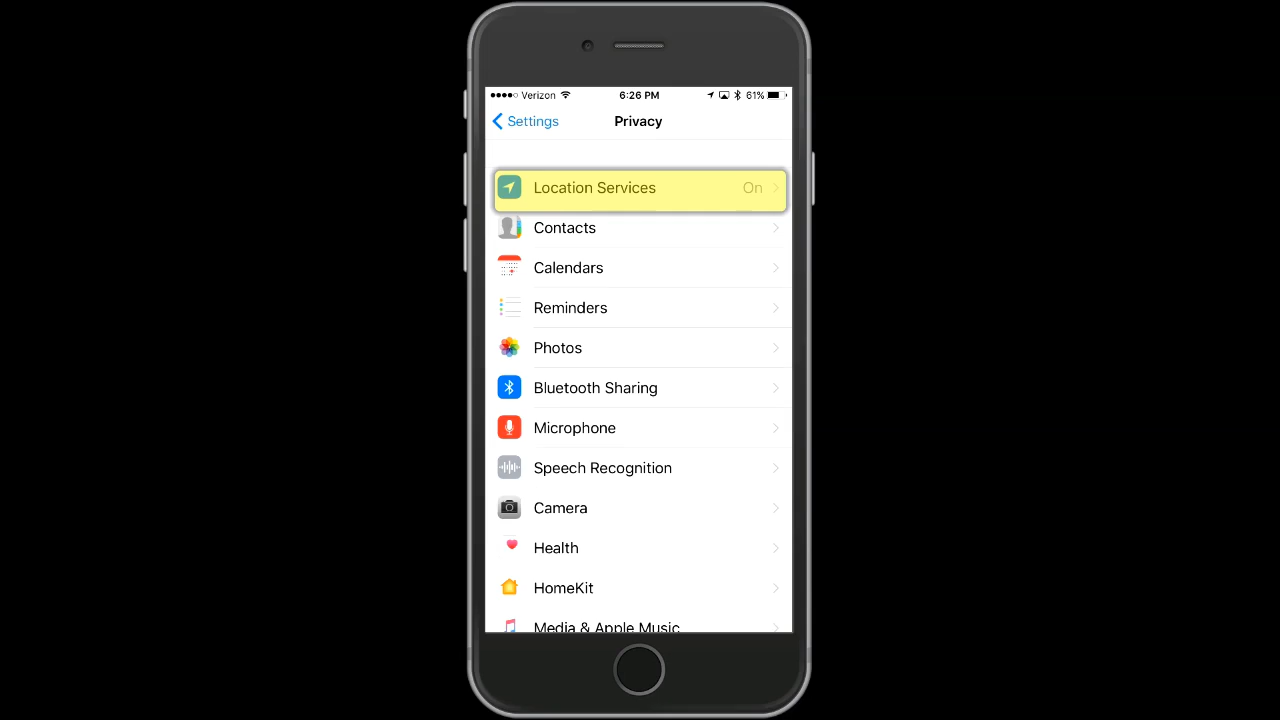 Verizon 6:26 PM 61%
Settings Privacy
Location Services On
Contacts
Calendars
Reminders
Photos
Bluetooth Sharing
Microphone
Speech Recognition
Camera
Health
HomeKit
Media & Apple Music